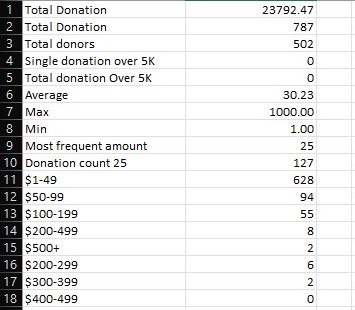 1 Total Donation 23792.47
2 Total Donation 787
3 Total donors 502
4 Single donation over 5K 0
5 Total donation Over 5K 0
6 Average 30.23
7 Max 1000.00
8 Min 1.00
9 Most frequent amount 25
10 Donation count 25 127
11 $1-49 628
12 $50-99 94
13 $100-199 55
14 $200-499 8
15 $500+ 2
16 $200-299 6
17 $300-399 2
18 $400-499 0